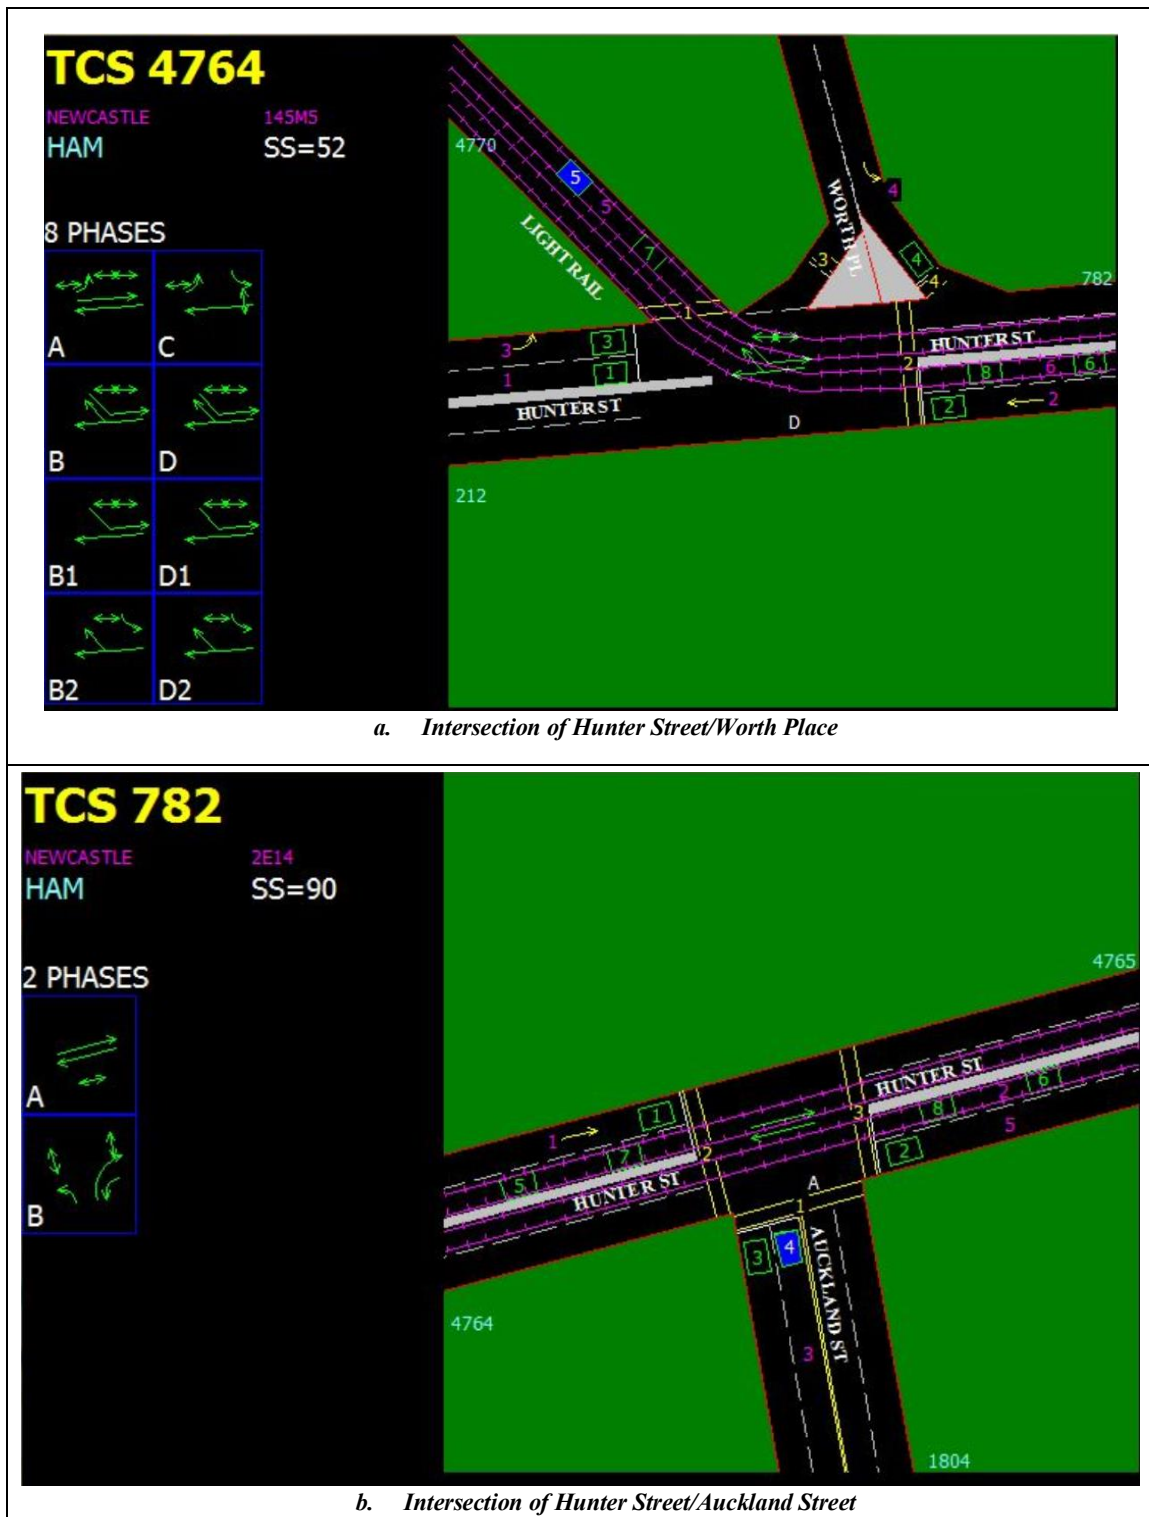 TCS 4764
NEWCASTLE 145M5
HAM SS=52
8 PHASES
A C
B D
B1 D1
B2 D2
4770
5
5
7
LIGHT RAIL
WORTH PL
4
3
4
4
782
1
3
3
1
1
HUNTER ST
HUNTER ST
2
8
6
6
2
2
D
212
a. Intersection of Hunter Street/Worth Place
TCS 782
NEWCASTLE 2E14
HAM SS=90
2 PHASES
A
B
4765
1
1
HUNTER ST
6
2
8
3
5
2
7
5
2
HUNTER ST
A
1
3
4
AUCKLAND ST
3
4764
1804
b. Intersection of Hunter Street/Auckland Street